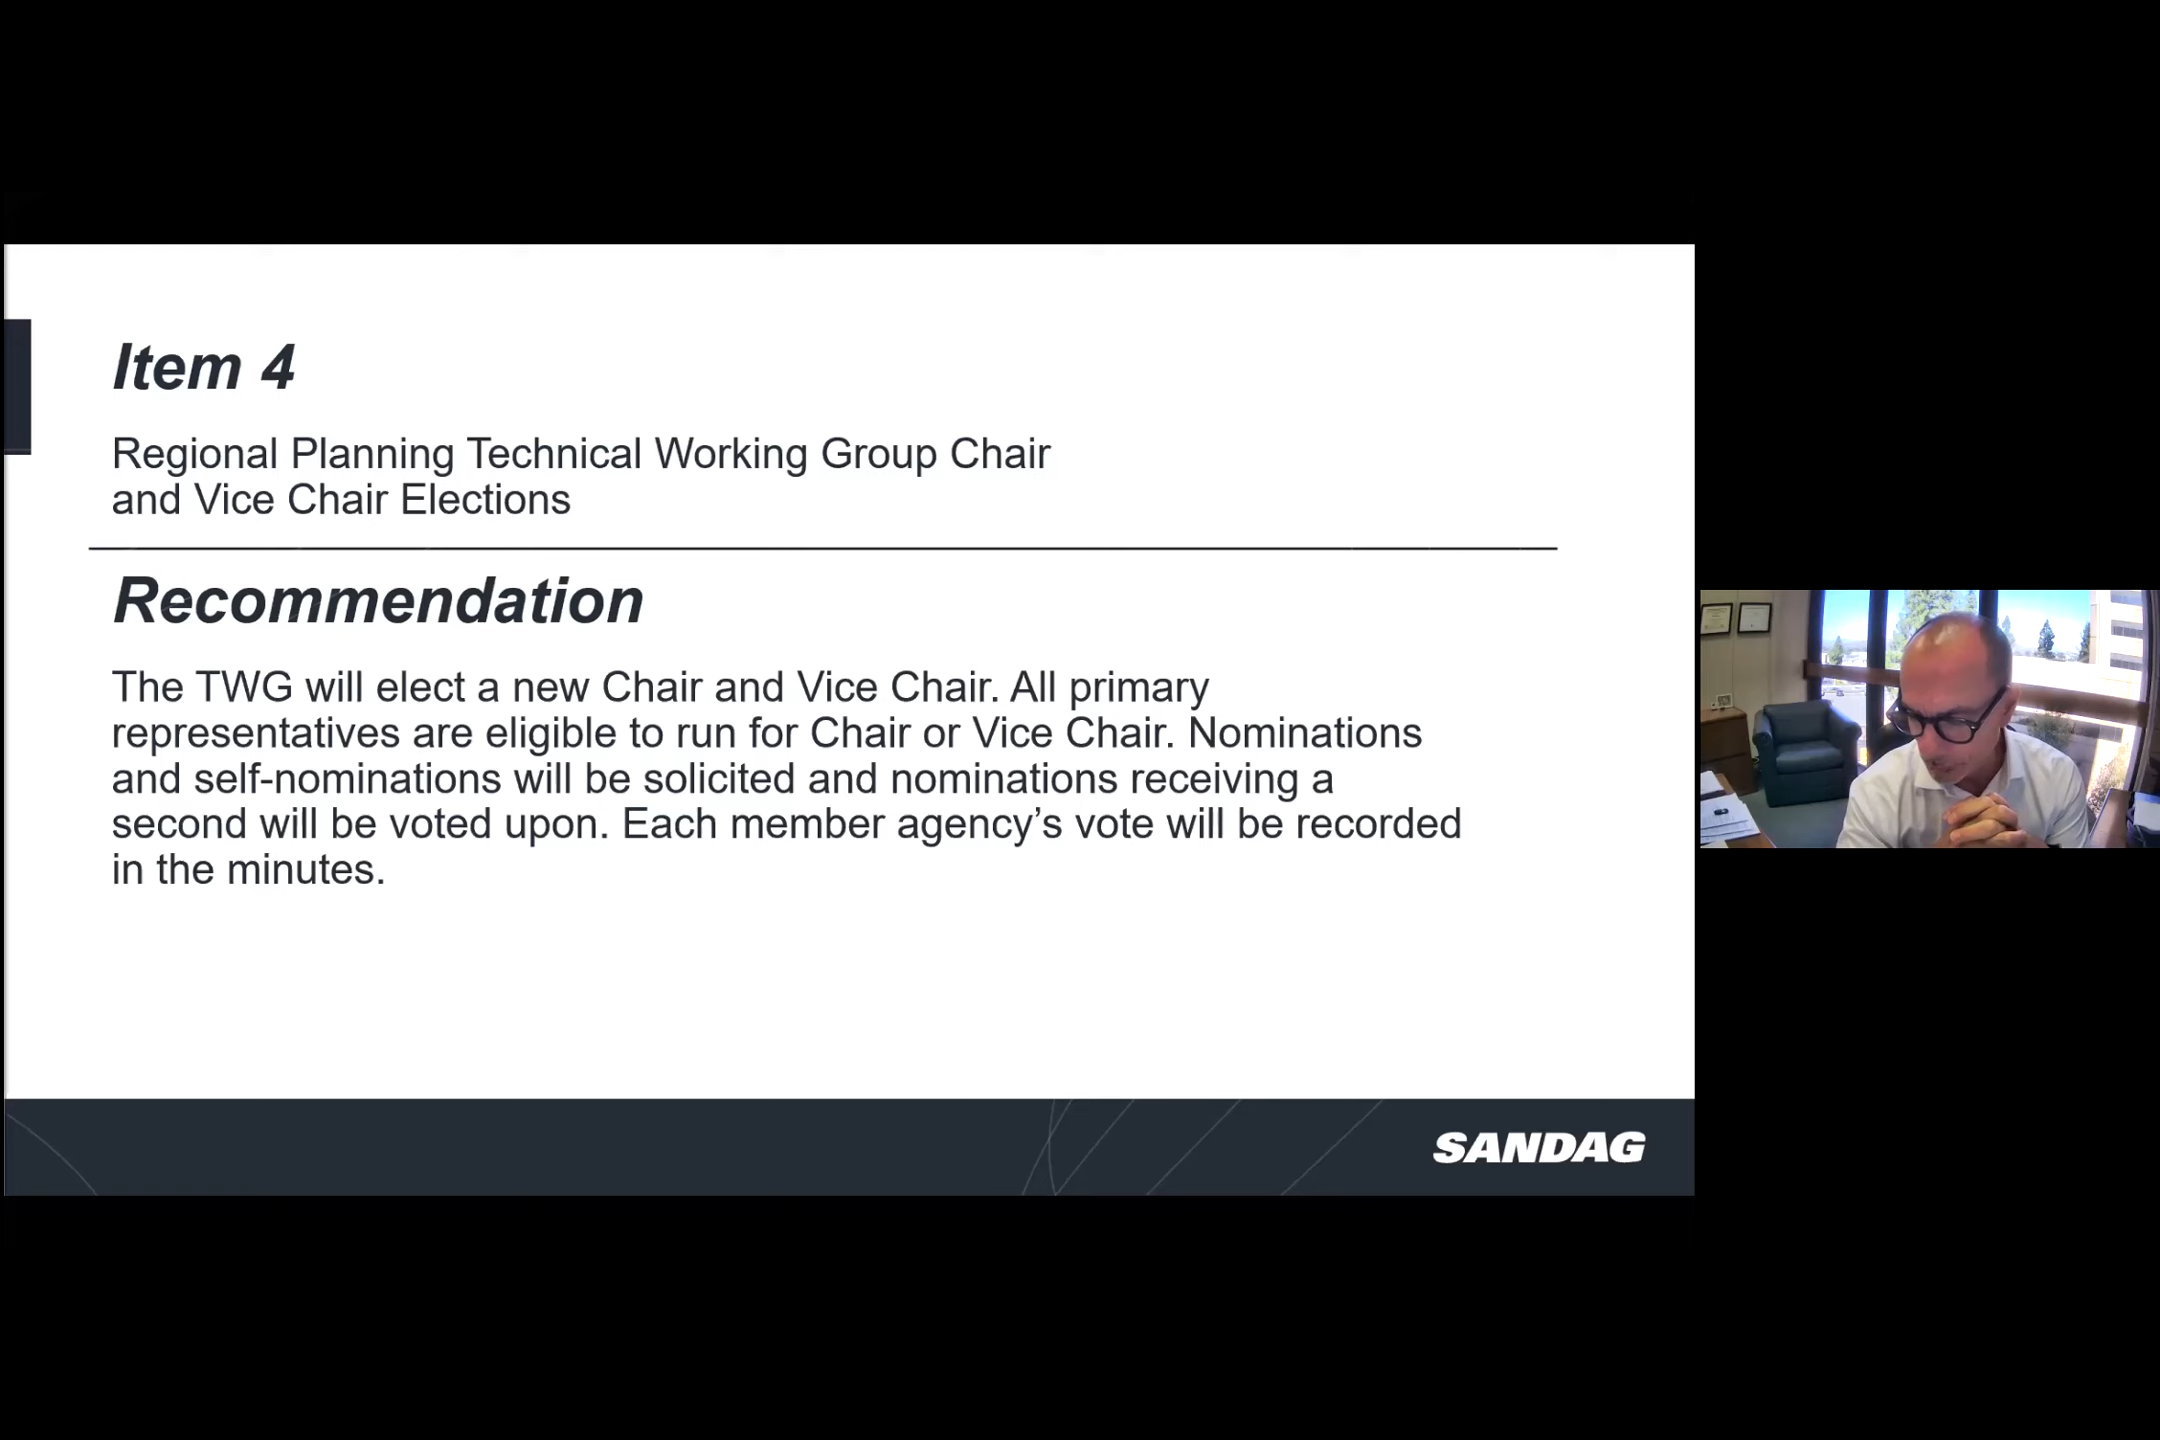 Item 4
Regional Planning Technical Working Group Chair
and Vice Chair Elections
Recommendation
The TWG will elect a new Chair and Vice Chair. All primary
representatives are eligible to run for Chair or Vice Chair. Nominations
and self-nominations will be solicited and nominations receiving a
second will be voted upon. Each member agency’s vote will be recorded
in the minutes.
SANDAG